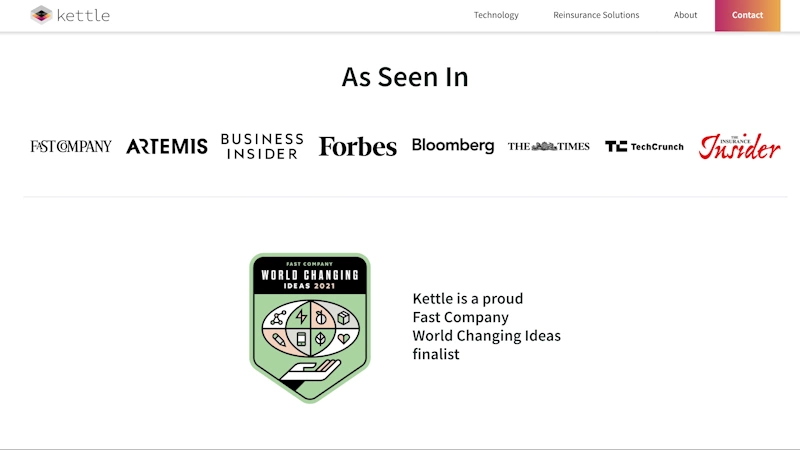 kettle
Technology
Reinsurance Solutions
About
Contact
As Seen In
FAST COMPANY
ARTEMIS
BUSINESS
INSIDER
Forbes
Bloomberg
THE TIMES
TC TechCrunch
THE
INSURANCE
Insider
FAST COMPANY
WORLD CHANGING
IDEAS 2021
Kettle is a proud
Fast Company
World Changing Ideas
finalist